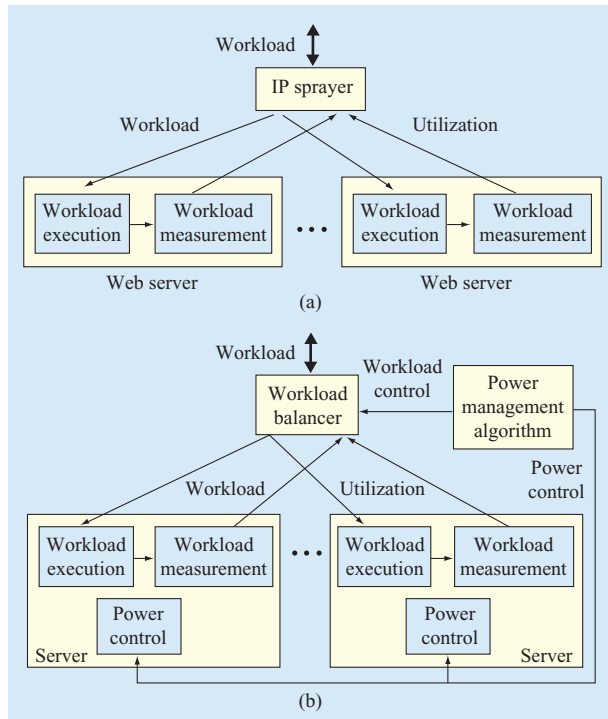 Workload
IP sprayer
Workload
Utilization
Workload
execution
Workload
measurement
Workload
execution
Workload
measurement
Web server
Web server
(a)
Workload
Workload
balancer
Workload
control
Power
management
algorithm
Power
control
Workload
Utilization
Workload
execution
Workload
measurement
Workload
execution
Workload
measurement
Power
control
Power
control
Server
Server
(b)